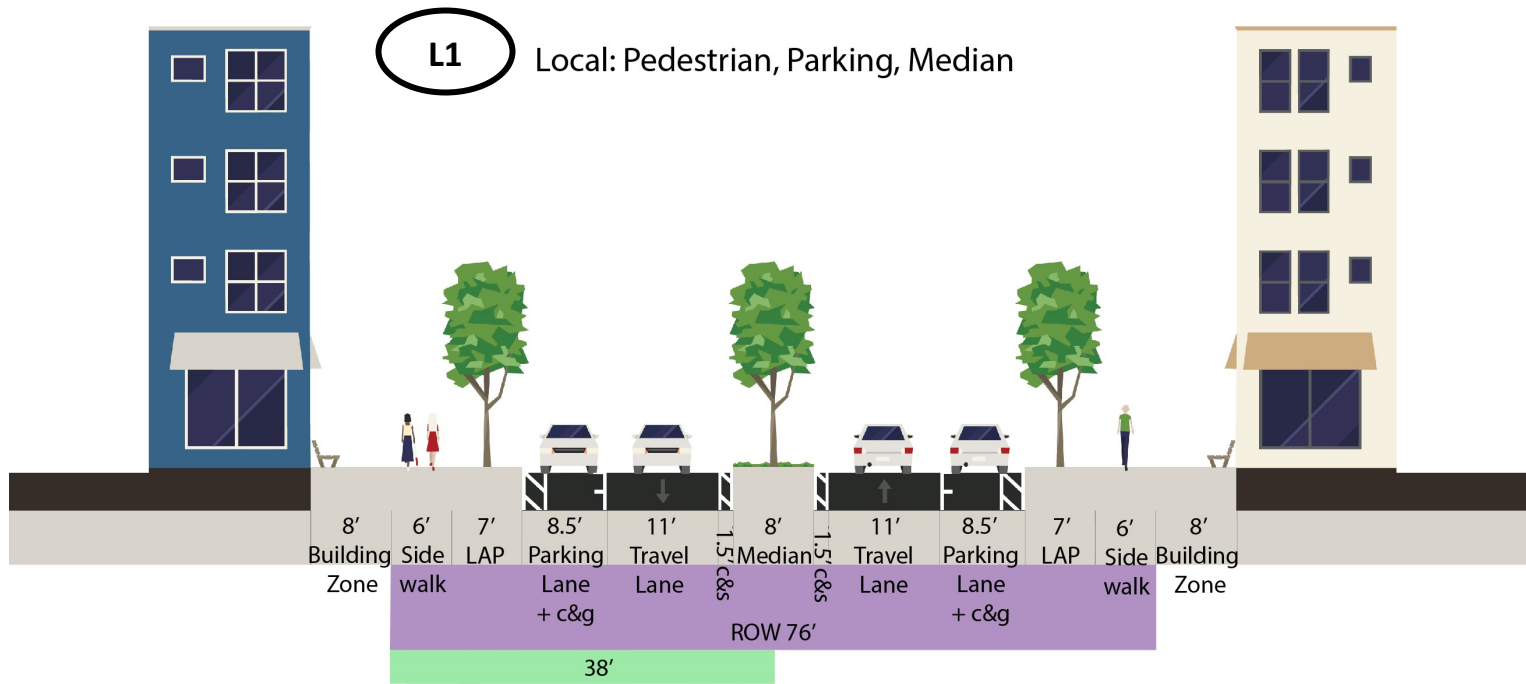 L1
Local: Pedestrian, Parking, Median
8’
Building
Zone
6’
Side
walk
7’
LAP
8.5’
Parking
Lane
+ c&g
11’
Travel
Lane
1.5’ c&s
8’
Median
1.5’ c&s
11’
Travel
Lane
8.5’
Parking
Lane
+ c&g
7’
LAP
6’
Side
walk
8’
Building
Zone
ROW 76’
38’